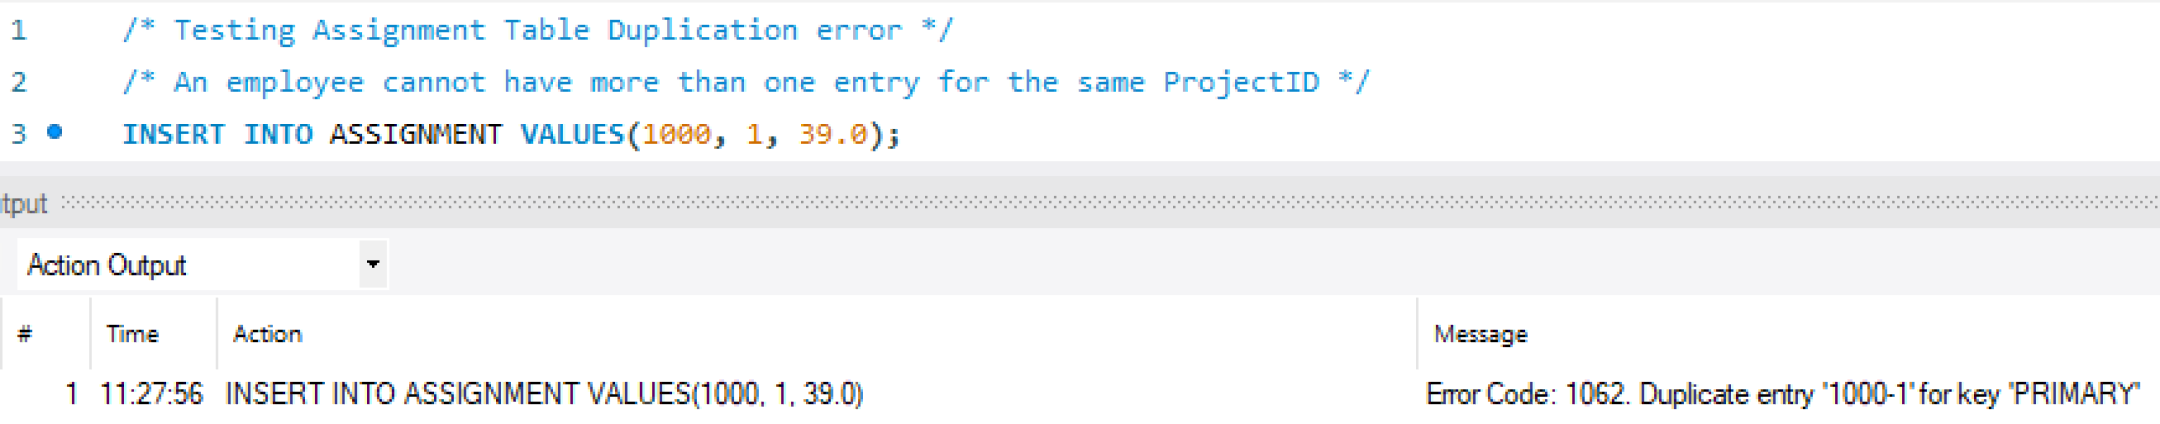 1 /* Testing Assignment Table Duplication error */
2 /* An employee cannot have more than one entry for the same ProjectID */
3 INSERT INTO ASSIGNMENT VALUES(1000, 1, 39.0);
tput
Action Output
# Time Action Message
1 11:27:56 INSERT INTO ASSIGNMENT VALUES(1000, 1, 39.0) Error Code: 1062. Duplicate entry '1000-1' for key 'PRIMARY'